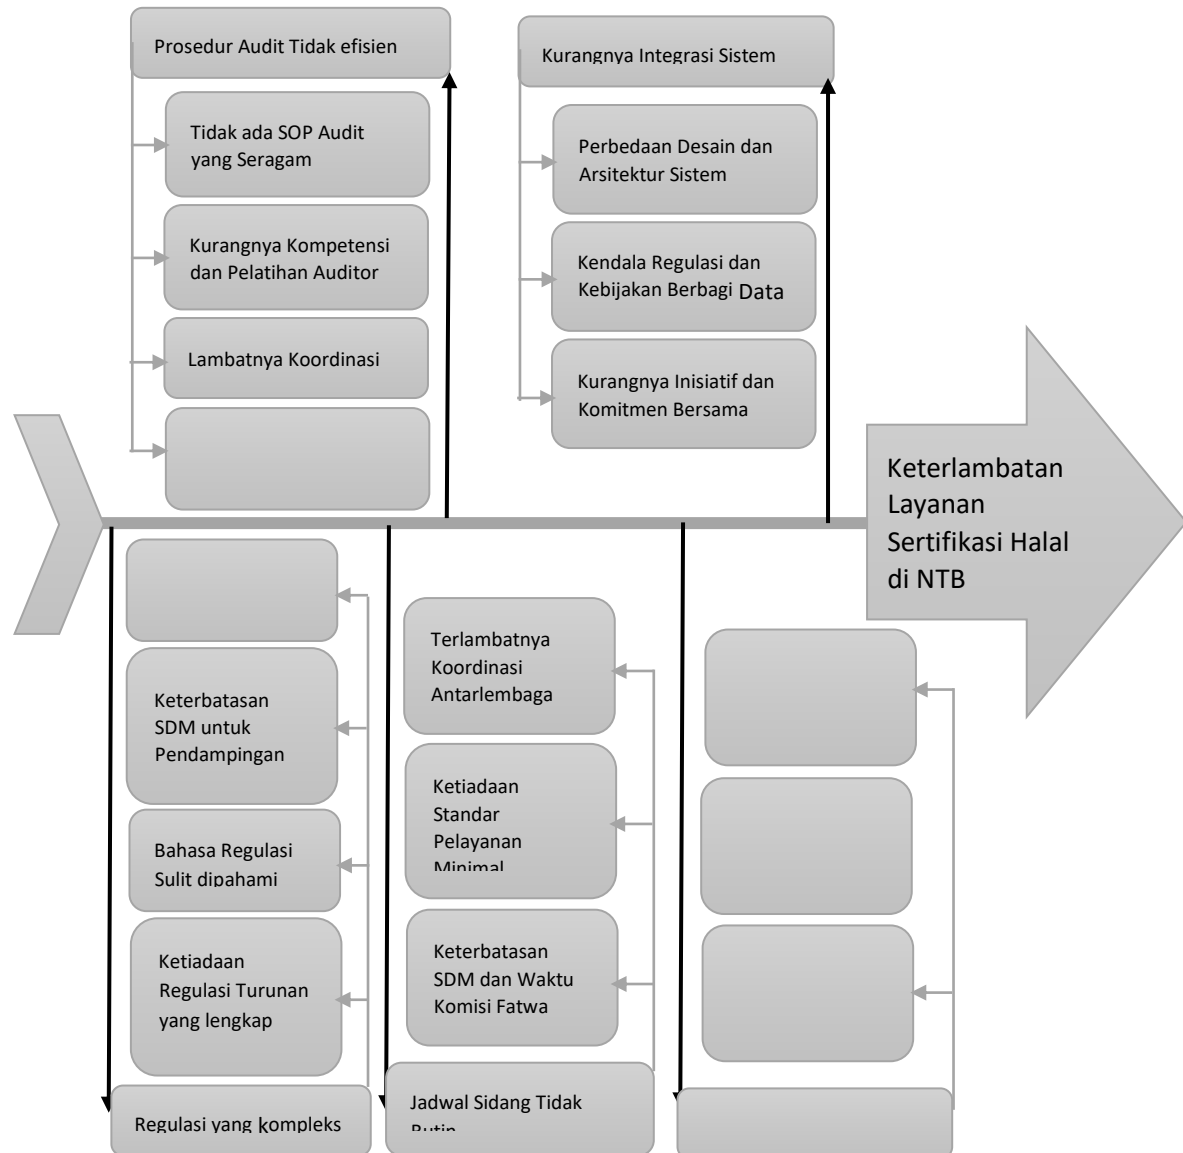 Prosedur Audit Tidak efisien
Tidak ada SOP Audit
yang Seragam
Kurangnya Kompetensi
dan Pelatihan Auditor
Lambatnya Koordinasi
Kurangnya Integrasi Sistem
Perbedaan Desain dan
Arsitektur Sistem
Kendala Regulasi dan
Kebijakan Berbagi Data
Kurangnya Inisiatif dan
Komitmen Bersama
Keterlambatan
Layanan
Sertifikasi Halal
di NTB
Keterbatasan
SDM untuk
Pendampingan
Bahasa Regulasi
Sulit dipahami
Ketiadaan
Regulasi Turunan
yang lengkap
Regulasi yang kompleks
Terlambatnya
Koordinasi
Antarlembaga
Ketiadaan
Standar
Pelayanan
Minimal
Keterbatasan
SDM dan Waktu
Komisi Fatwa
Jadwal Sidang Tidak
Rutin